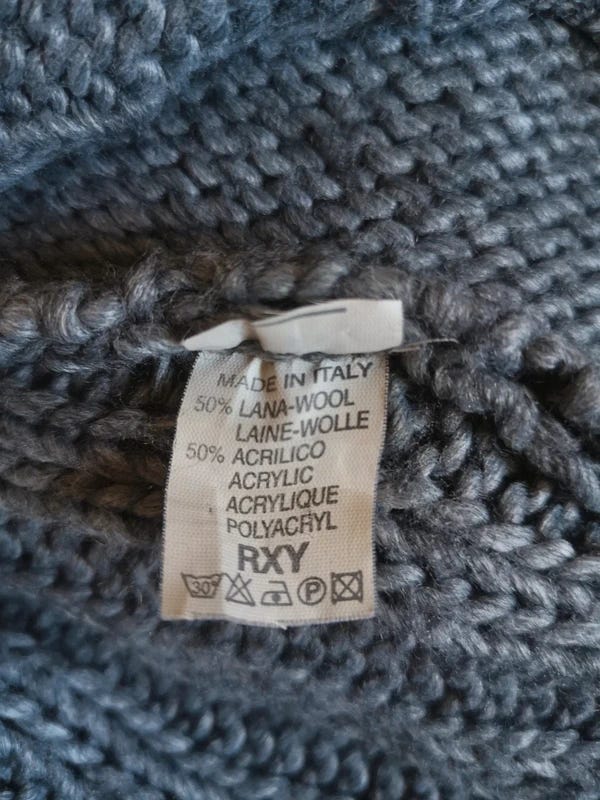 MADE IN ITALY
50% LANA-WOOL
LAINE-WOLLE
50% ACRILICO
ACRYLIC
ACRYLIQUE
POLYACRYL
RXY
30° P